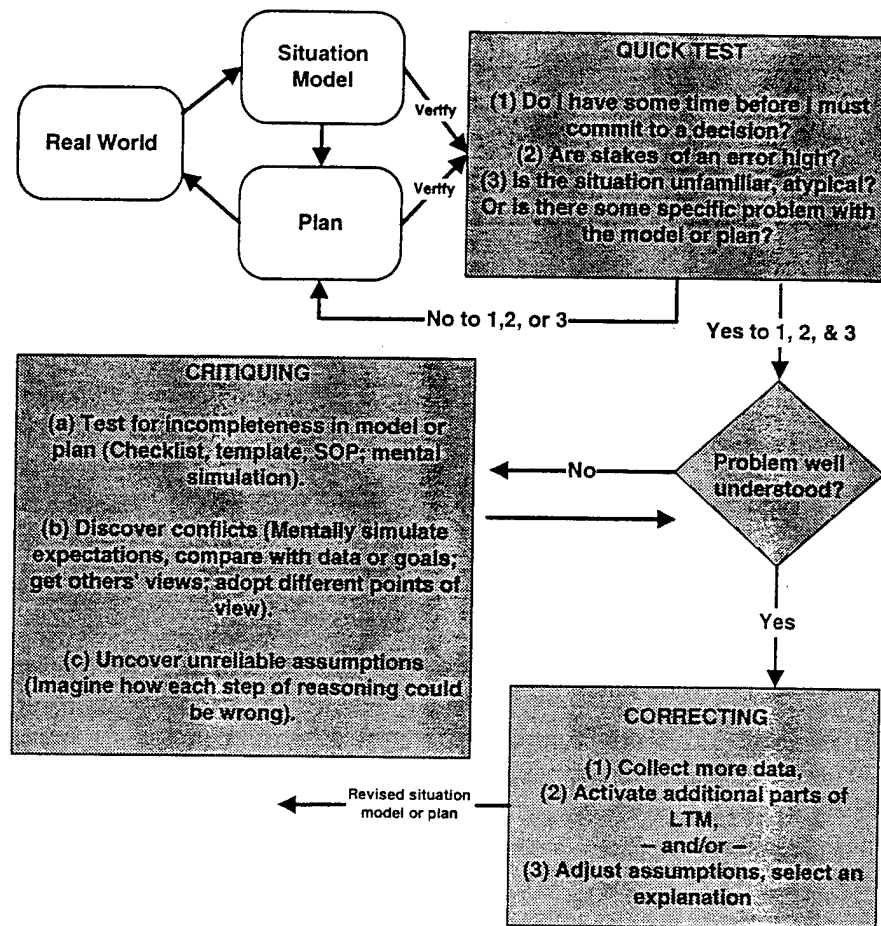 Situation
Model
Real World
Plan
Verify
Verify
QUICK TEST
(1) Do I have some time before I must
commit to a decision?
(2) Are stakes of an error high?
(3) Is the situation unfamiliar, atypical?
Or is there some specific problem with
the model or plan?
No to 1,2, or 3
Yes to 1, 2, & 3
CRITIQUING
(a) Test for incompleteness in model or
plan (Checklist, template, SOP; mental
simulation).
(b) Discover conflicts (Mentally simulate
expectations, compare with data or goals;
get others' views; adopt different points of
view).
(c) Uncover unreliable assumptions
(Imagine how each step of reasoning could
be wrong).
No
Problem well
understood?
Yes
CORRECTING
(1) Collect more data,
(2) Activate additional parts of
LTM,
– and/or –
(3) Adjust assumptions, select an
explanation
Revised situation
model or plan